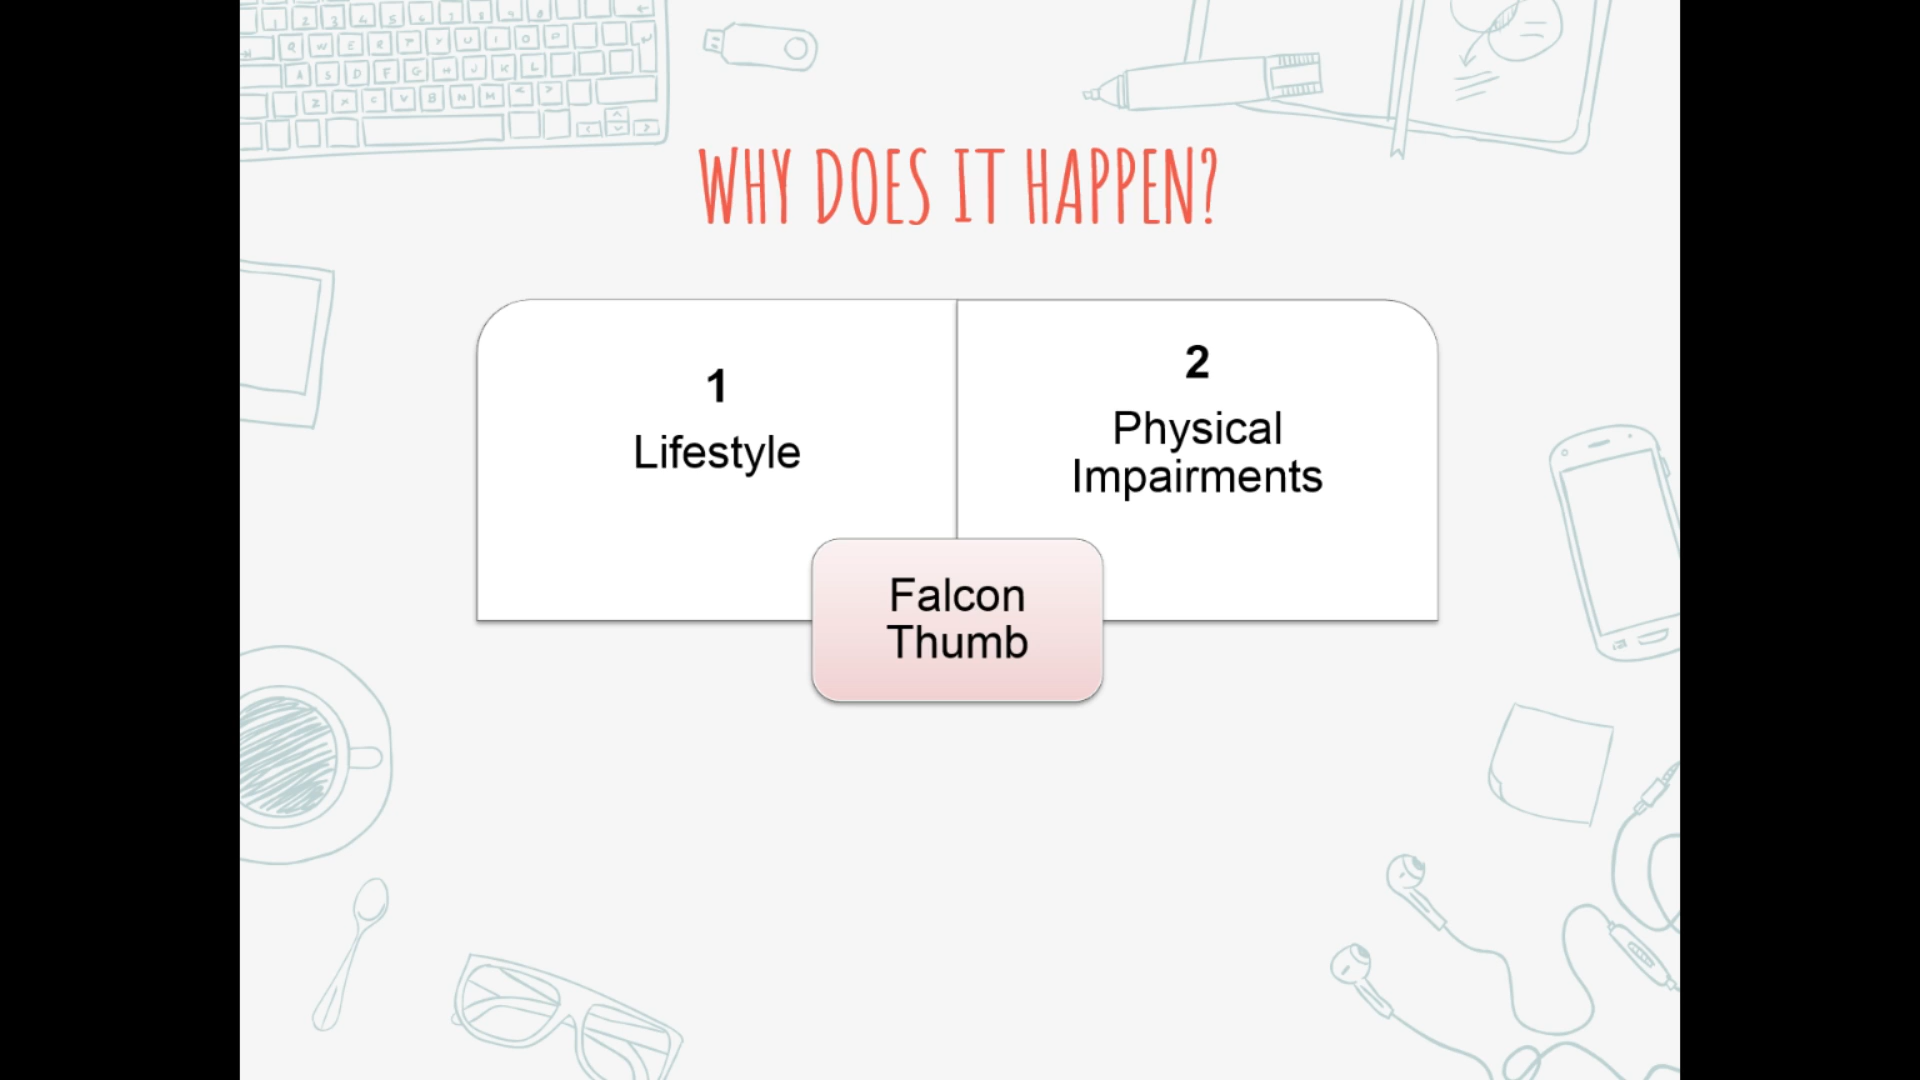 WHY DOES IT HAPPEN?
1
Lifestyle
2
Physical
Impairments
Falcon
Thumb